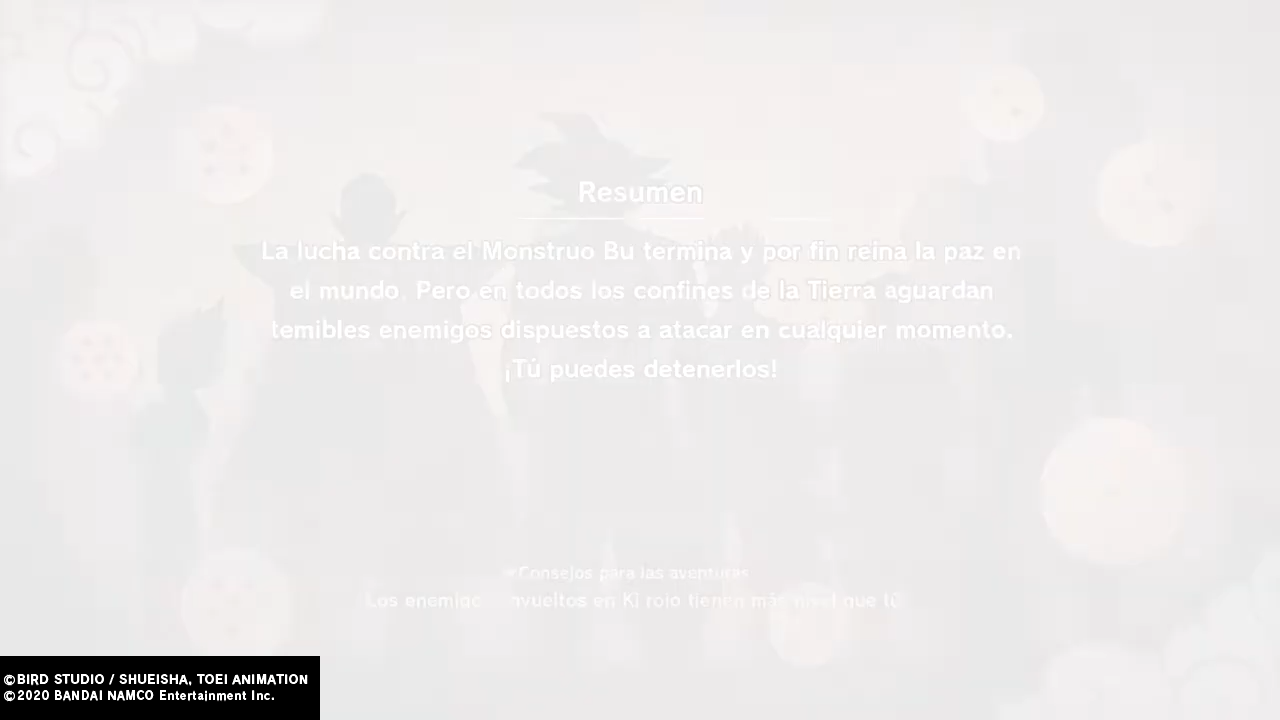 Resumen
La lucha contra el Monstruo Bu termina y por fin reina la paz en
el mundo. Pero en todos los confines de la Tierra aguardan
temibles enemigos dispuestos a atacar en cualquier momento.
¡Tú puedes detenerlos!
Consejos para las aventuras
Los en Ki rojo tienen más nivel que tú
©BIRD STUDIO / SHUEISHA, TOEI ANIMATION
©2020 BANDAI NAMCO Entertainment Inc.